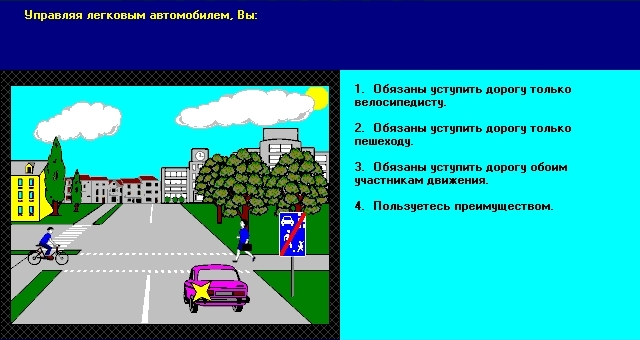 Управляя легковым автомобилем, Вы:
1. Обязаны уступить дорогу только
велосипедисту.
2. Обязаны уступить дорогу только
пешеходу.
3. Обязаны уступить дорогу обоим
участникам движения.
4. Пользуетесь преимуществом.